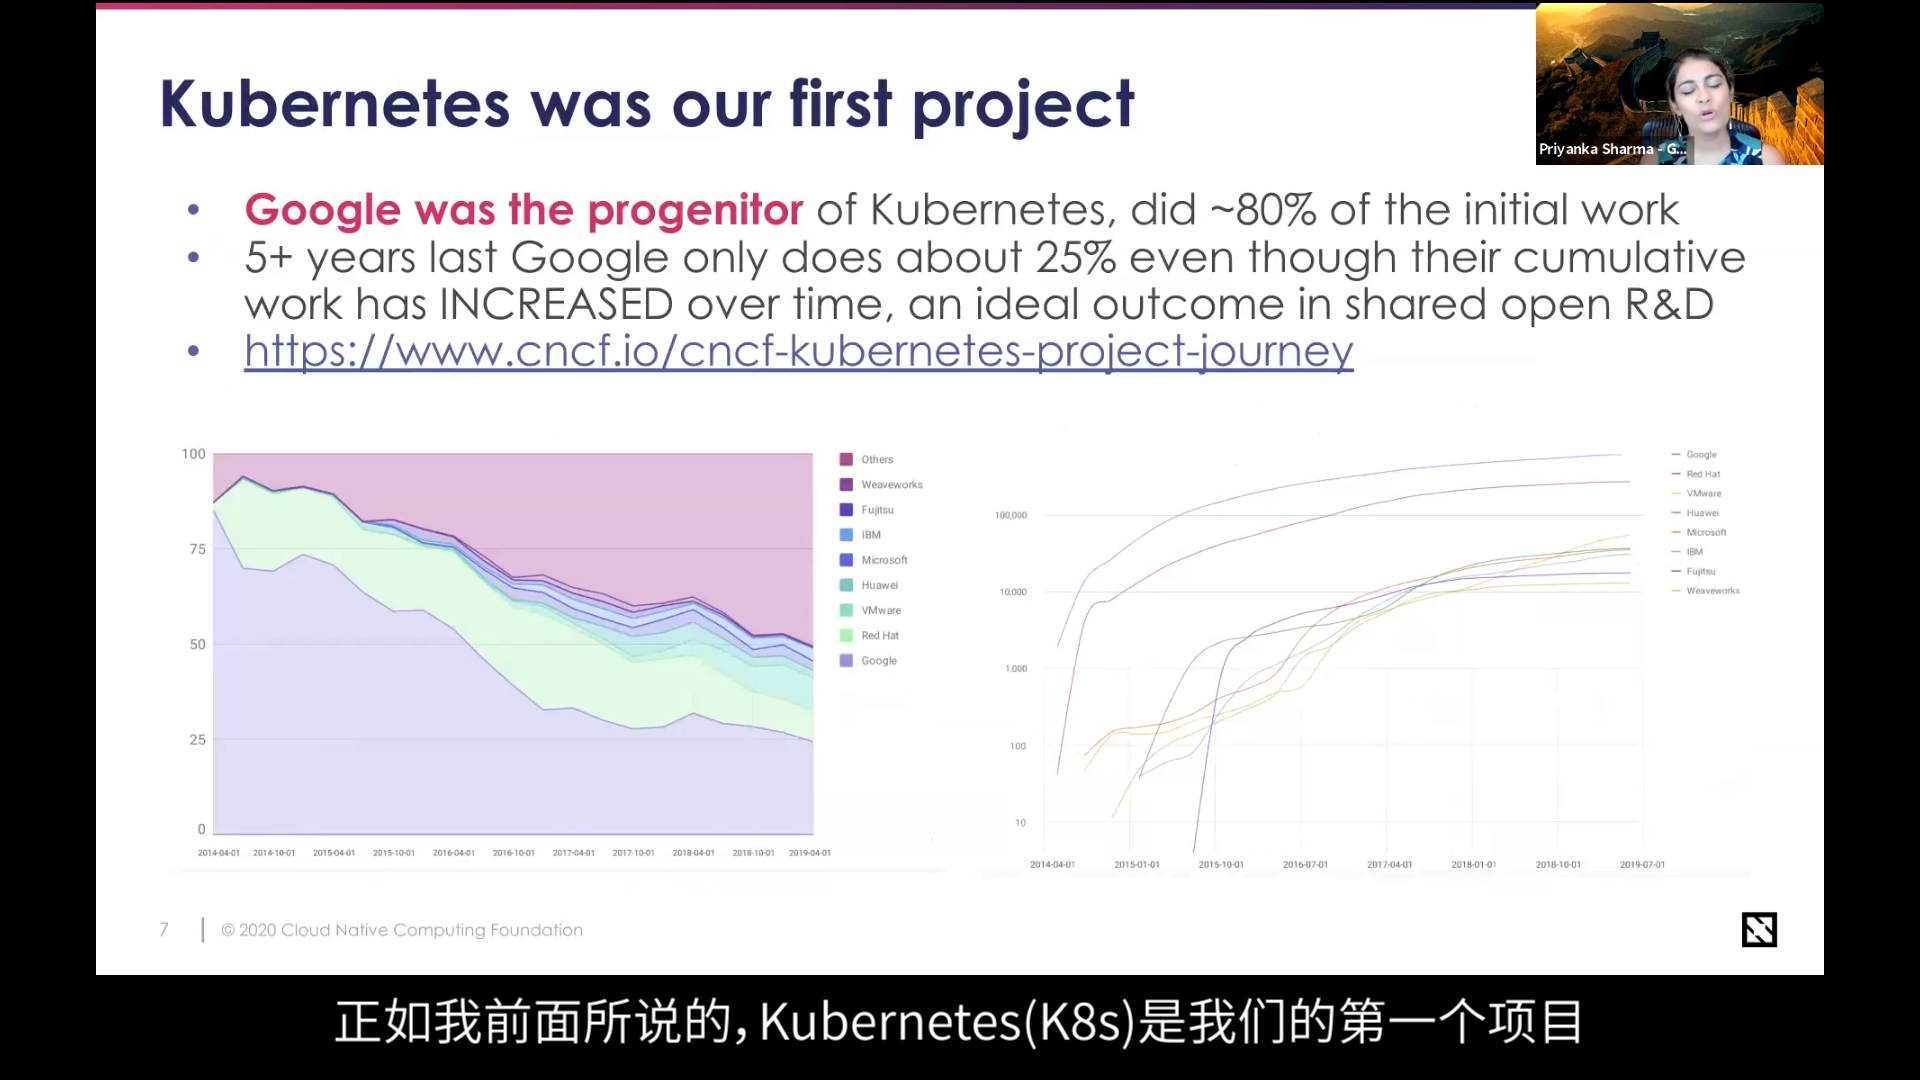 Kubernetes was our first project
Priyanka Sharma - G...
• Google was the progenitor of Kubernetes, did ~80% of the initial work
• 5+ years last Google only does about 25% even though their cumulative
work has INCREASED over time, an ideal outcome in shared open R&D
• https://www.cncf.io/cncf-kubernetes-project-journey
100
75
50
25
0
2014-04-01 2014-10-01 2015-04-01 2015-10-01 2016-04-01 2016-10-01 2017-04-01 2017-10-01 2018-04-01 2018-10-01 2019-04-01
Others
Weaveworks
Fujitsu
IBM
Microsoft
Huawei
VMware
Red Hat
Google
100,000
10,000
1,000
100
10
2014-04-01 2015-01-01 2015-10-01 2016-07-01 2017-04-01 2018-01-01 2018-10-01 2019-07-01
Google
Red Hat
VMware
Huawei
Microsoft
IBM
Fujitsu
Weaveworks
7 | © 2020 Cloud Native Computing Foundation
正如我前面所说的，Kubernetes(K8s)是我们的第一个项目